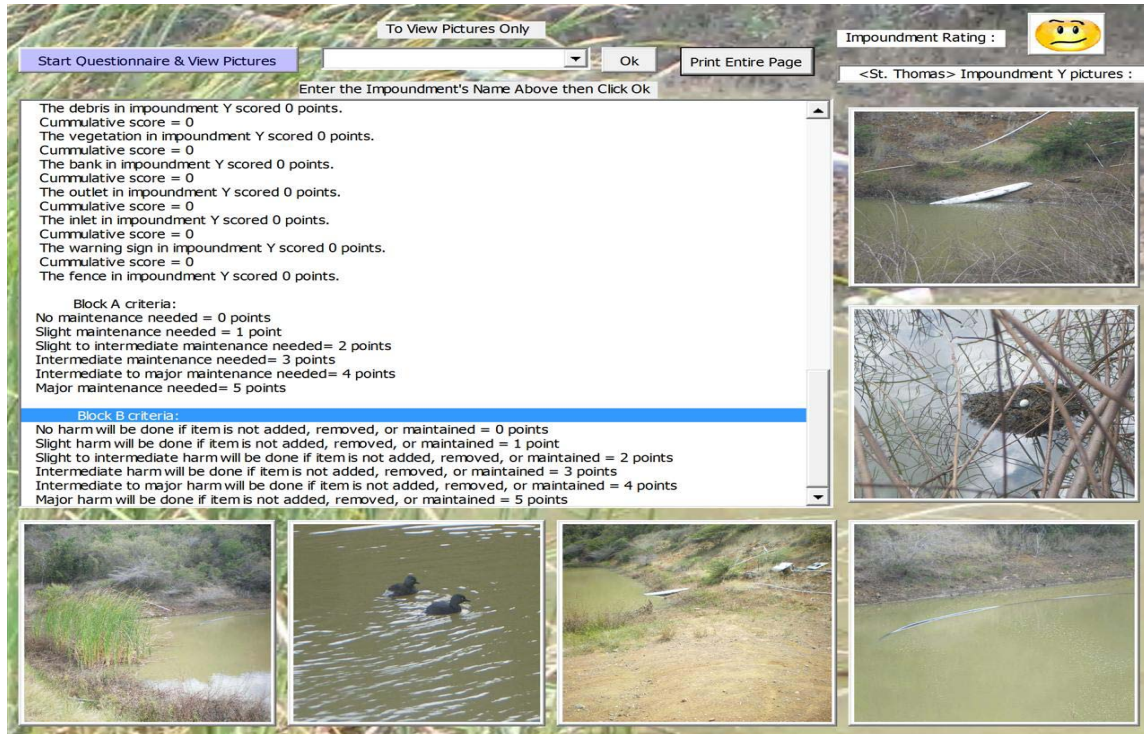 To View Pictures Only
Impoundment Rating :
Start Questionnaire & View Pictures
Ok
Print Entire Page
<St. Thomas> Impoundment Y pictures :
Enter the Impoundment's Name Above then Click Ok
The debris in impoundment Y scored 0 points.
Cummulative score = 0
The vegetation in impoundment Y scored 0 points.
Cummulative score = 0
The bank in impoundment Y scored 0 points.
Cummulative score = 0
The outlet in impoundment Y scored 0 points.
Cummulative score = 0
The inlet in impoundment Y scored 0 points.
Cummulative score = 0
The warning sign in impoundment Y scored 0 points.
Cummulative score = 0
The fence in impoundment Y scored 0 points.
Block A criteria:
No maintenance needed = 0 points
Slight maintenance needed = 1 point
Slight to intermediate maintenance needed= 2 points
Intermediate maintenance needed= 3 points
Intermediate to major maintenance needed= 4 points
Major maintenance needed= 5 points
Block B criteria:
No harm will be done if item is not added, removed, or maintained = 0 points
Slight harm will be done if item is not added, removed, or maintained = 1 point
Slight to intermediate harm will be done if item is not added, removed, or maintained = 2 points
Intermediate harm will be done if item is not added, removed, or maintained = 3 points
Intermediate to major harm will be done if item is not added, removed, or maintained = 4 points
Major harm will be done if item is not added, removed, or maintained = 5 points